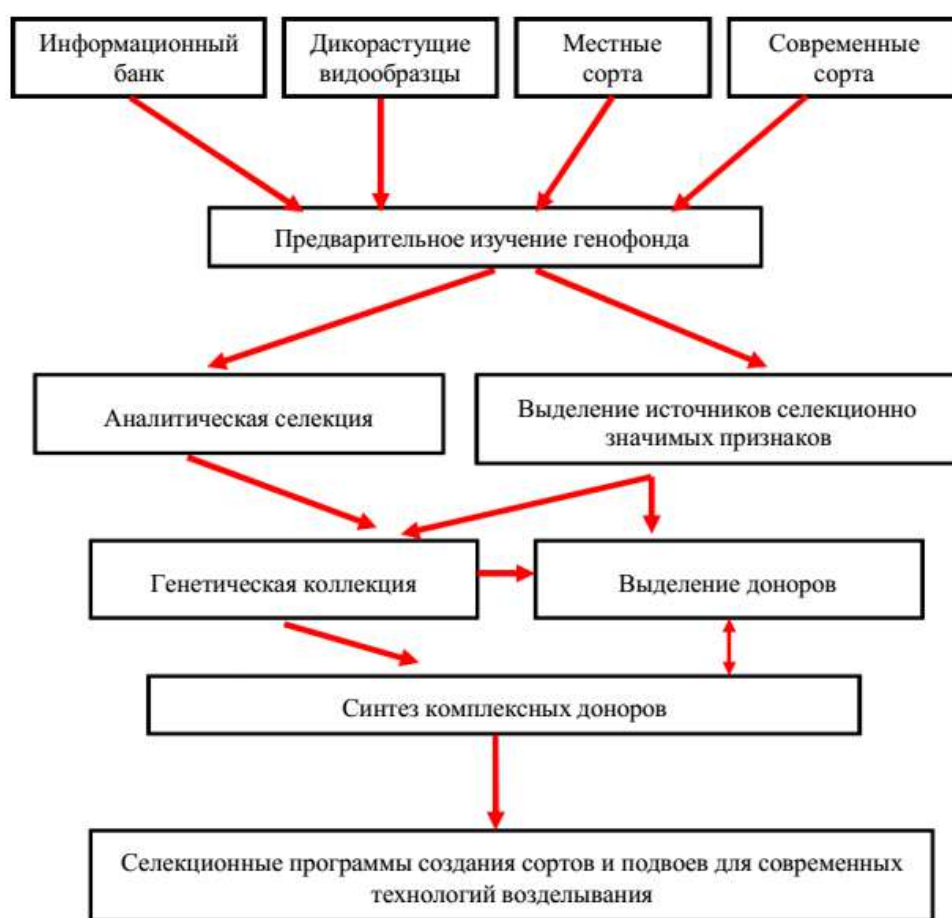 Информационный
банк
Дикорастущие
видообразцы
Местные
сорта
Современные
сорта
Предварительное изучение генофонда
Аналитическая селекция
Выделение источников селекционно
значимых признаков
Генетическая коллекция
Выделение доноров
Синтез комплексных доноров
Селекционные программы создания сортов и подвоев для современных
технологий возделывания